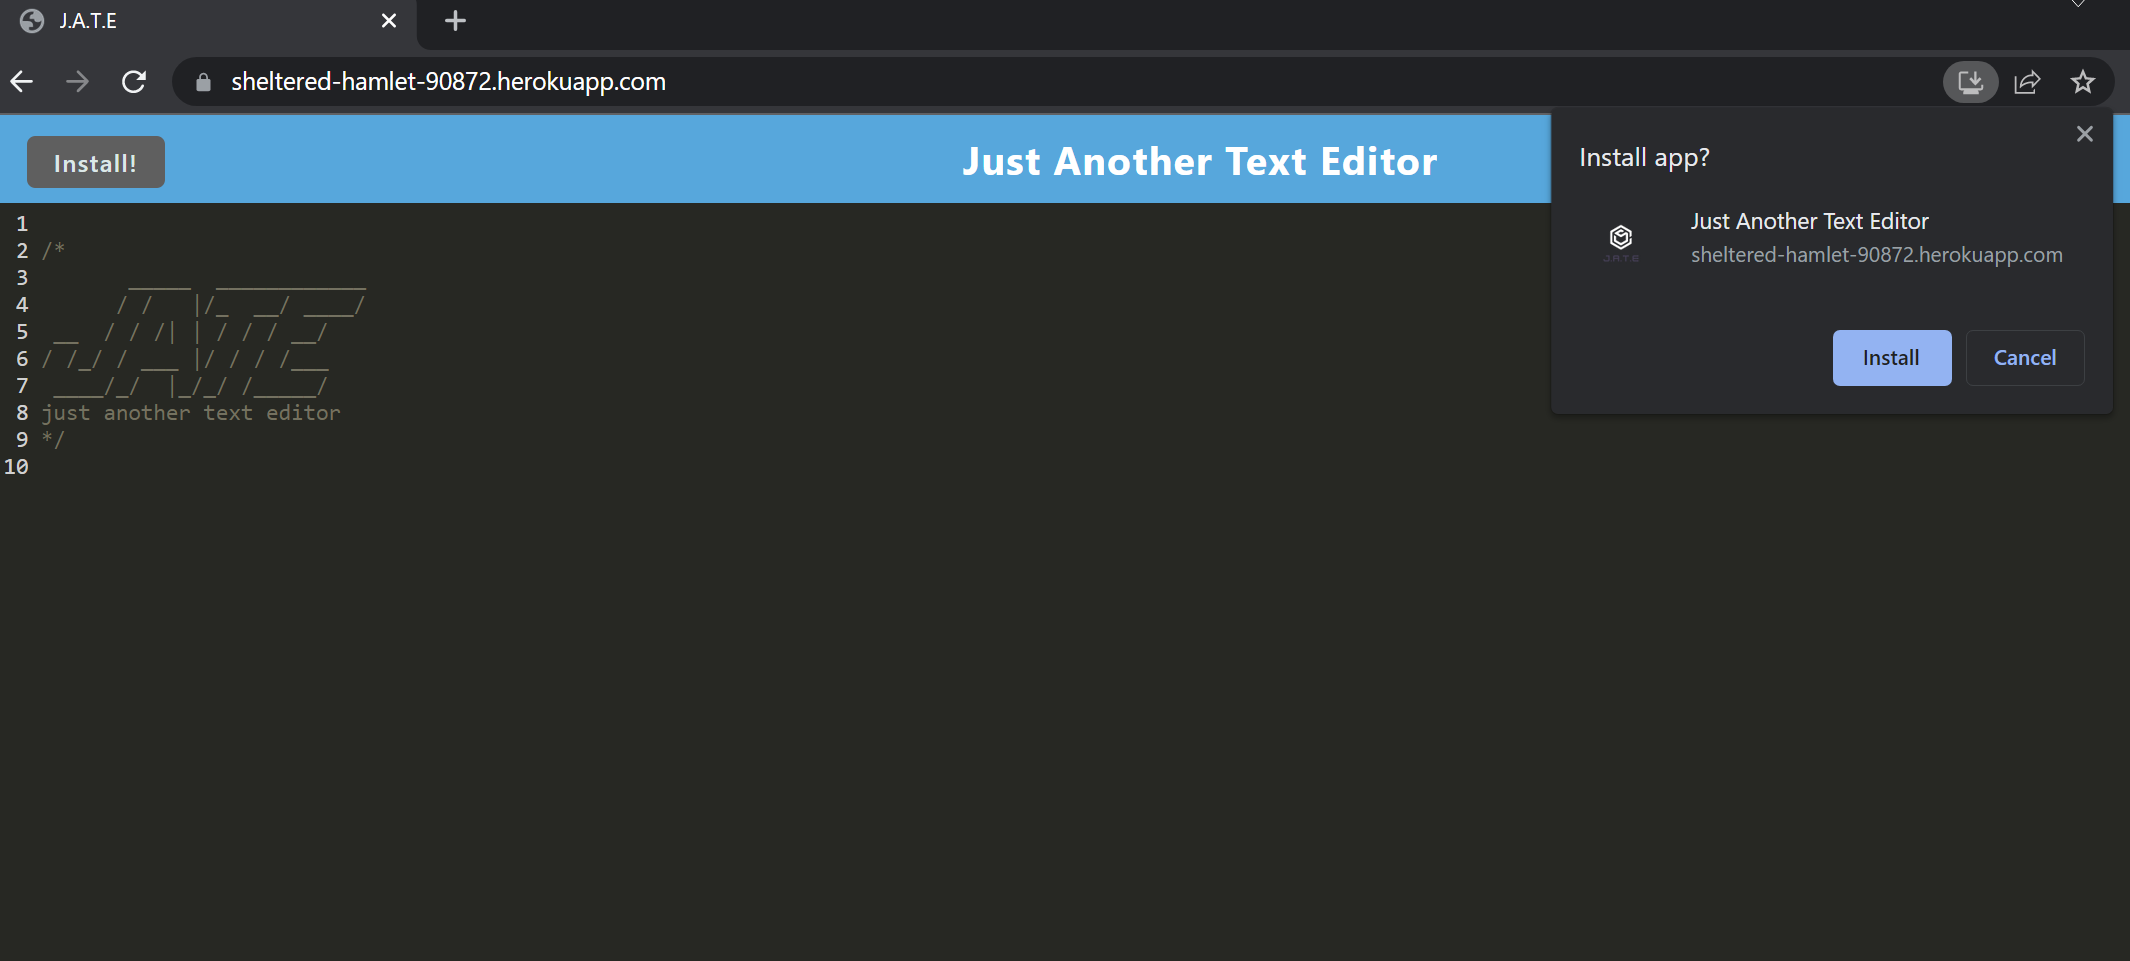 J.A.T.E
sheltered-hamlet-90872.herokuapp.com
Install!
Just Another Text Editor
Install app?
Just Another Text Editor
sheltered-hamlet-90872.herokuapp.com
J.A.T.E
Install
Cancel
1
2 /*
3        _____  ____________
4       / /   |/_  __/ ____/
5  __  / / /| | / / / __/
6 / /_/ / ___ |/ / / /___
7  ____/_/  |_/_/ /_____/
8 just another text editor
9 */
10